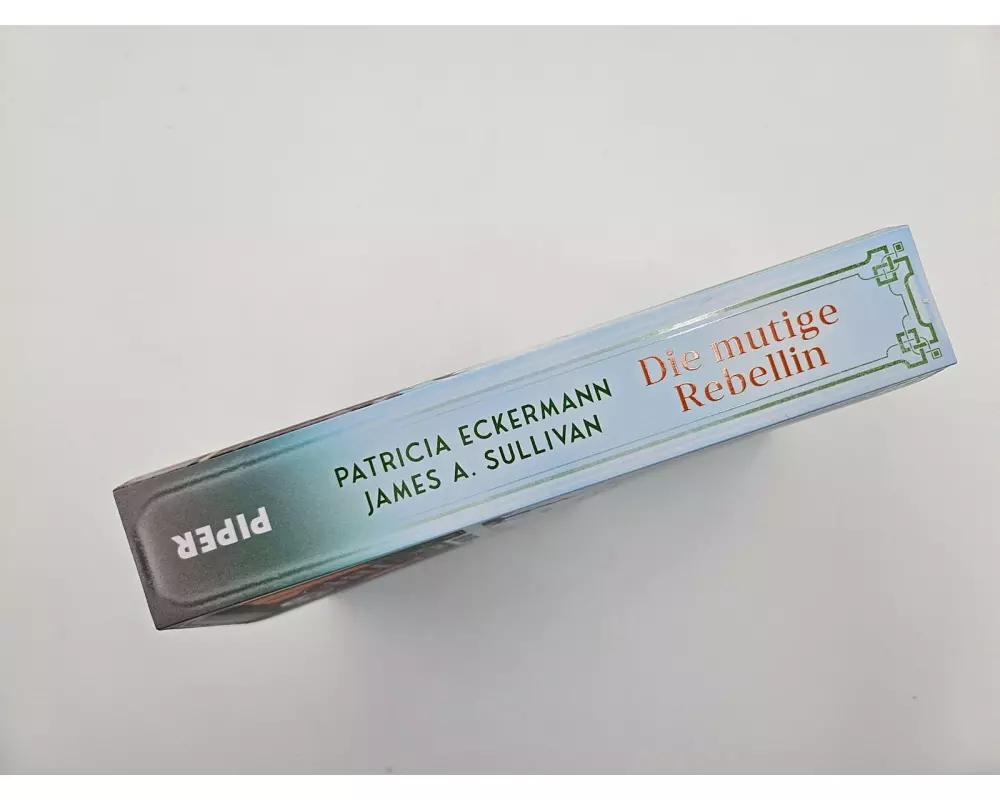 PATRICIA ECKERMANN
JAMES A. SULLIVAN
Die mutige
Rebellin
PIPER